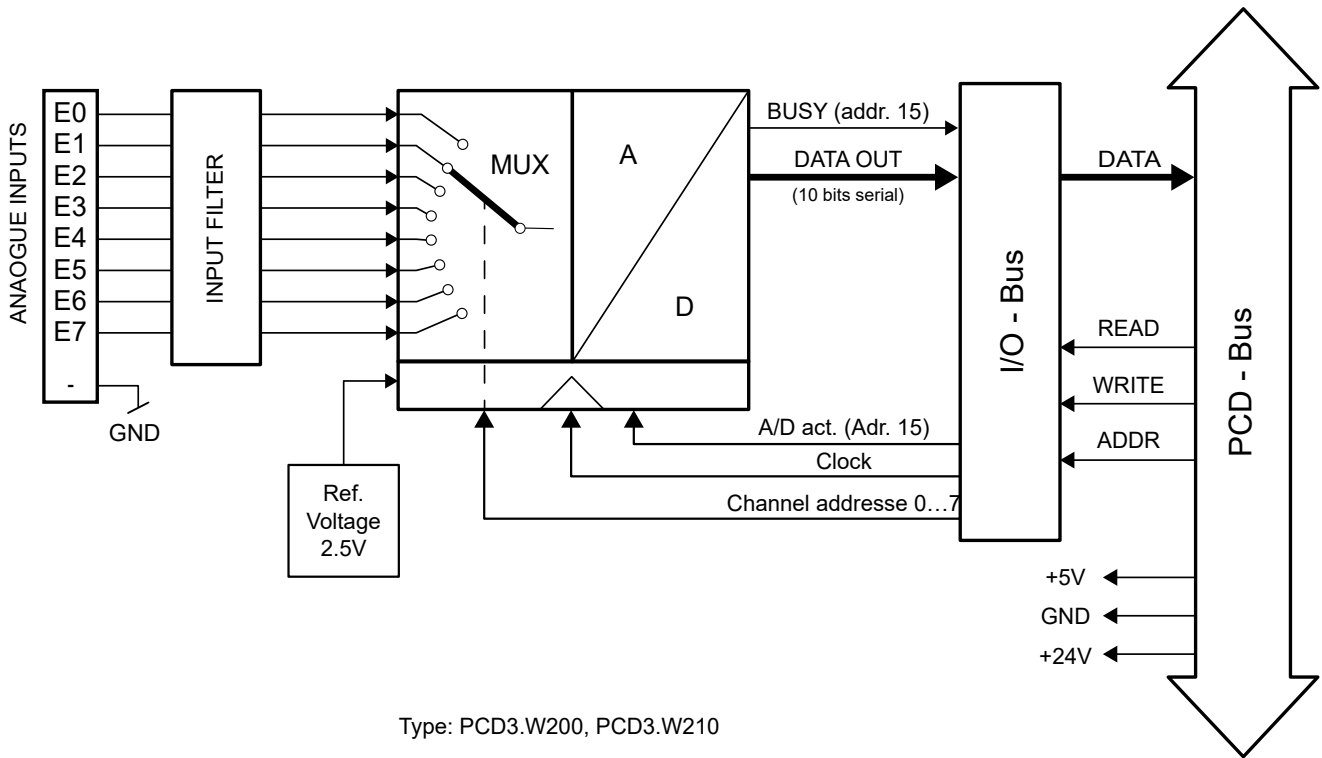 ANAOGUE INPUTS
E0
E1
E2
E3
E4
E5
E6
E7
-
GND
INPUT FILTER
MUX
A
D
Ref.
Voltage
2.5V
BUSY (addr. 15)
DATA OUT
(10 bits serial)
A/D act. (Adr. 15)
Clock
Channel addresse 0…7
I/O - Bus
DATA
READ
WRITE
ADDR
+5V
GND
+24V
PCD - Bus
Type: PCD3.W200, PCD3.W210